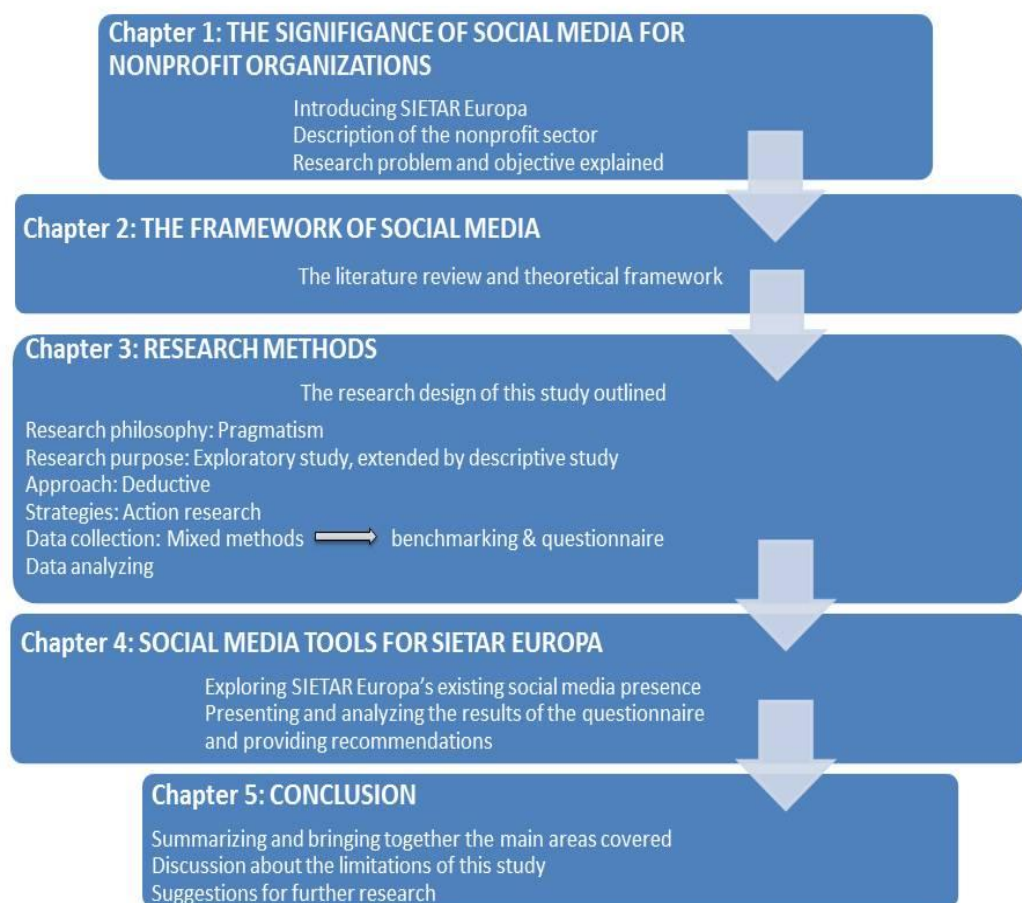 Chapter 1: THE SIGNIFIGANCE OF SOCIAL MEDIA FOR
NONPROFIT ORGANIZATIONS
Introducing SIETAR Europa
Description of the nonprofit sector
Research problem and objective explained
Chapter 2: THE FRAMEWORK OF SOCIAL MEDIA
The literature review and theoretical framework
Chapter 3: RESEARCH METHODS
The research design of this study outlined
Research philosophy: Pragmatism
Research purpose: Exploratory study, extended by descriptive study
Approach: Deductive
Strategies: Action research
Data collection: Mixed methods benchmarking & questionnaire
Data analyzing
Chapter 4: SOCIAL MEDIA TOOLS FOR SIETAR EUROPA
Exploring SIETAR Europa's existing social media presence
Presenting and analyzing the results of the questionnaire
and providing recommendations
Chapter 5: CONCLUSION
Summarizing and bringing together the main areas covered
Discussion about the limitations of this study
Suggestions for further research